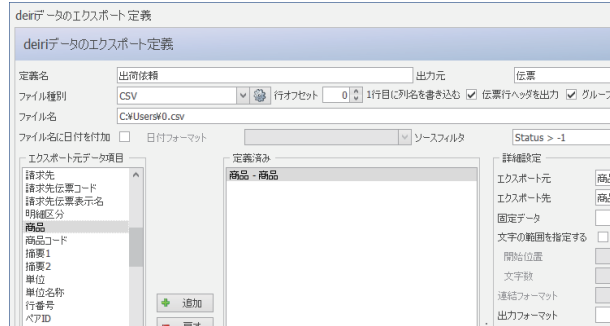 deiriデータのエクスポート定義
deiriデータのエクスポート定義
定義名 出荷依頼 出力元 伝票
ファイル種別 CSV 行オフセット 0 1行目に列名を書き込む 伝票行ヘッダを出力 グルー
ファイル名 C:¥Users¥0.csv
ファイル名に日付を付加 日付フォーマット ソースフィルタ Status > -1
エクスポート元データ項目 定義済み 詳細設定
請求先
請求先伝票コード
請求先伝票表示名
明細区分
商品
商品コード
摘要1
摘要2
単位
単位名称
行番号
ペアID
追加
戻す
商品 - 商品
エクスポート元 商品
エクスポート先 商品
固定データ
文字の範囲を指定する
開始位置
文字数
連結フォーマット
出力フォーマット